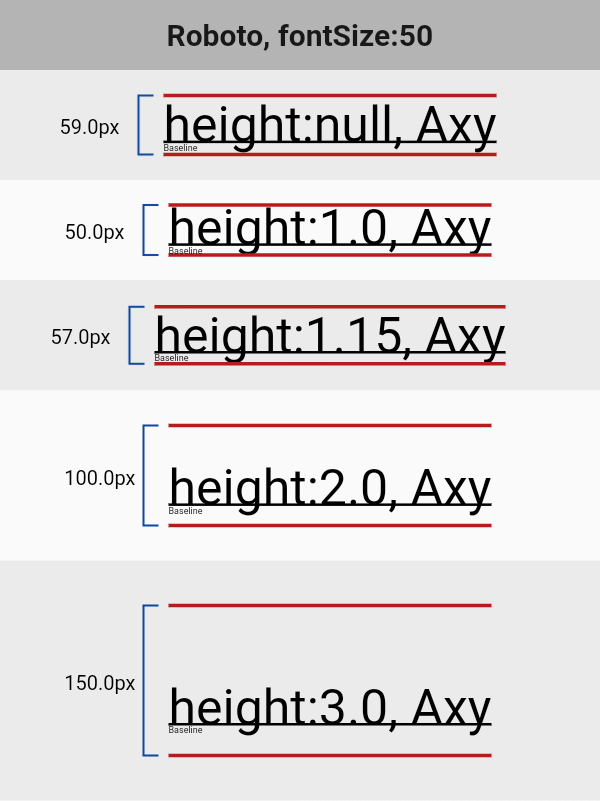 Roboto, fontSize:50
59.0px
height:null, Axy
Baseline
50.0px
height:1.0, Axy
Baseline
57.0px
height:1.15, Axy
Baseline
100.0px
height:2.0, Axy
Baseline
150.0px
height:3.0, Axy
Baseline